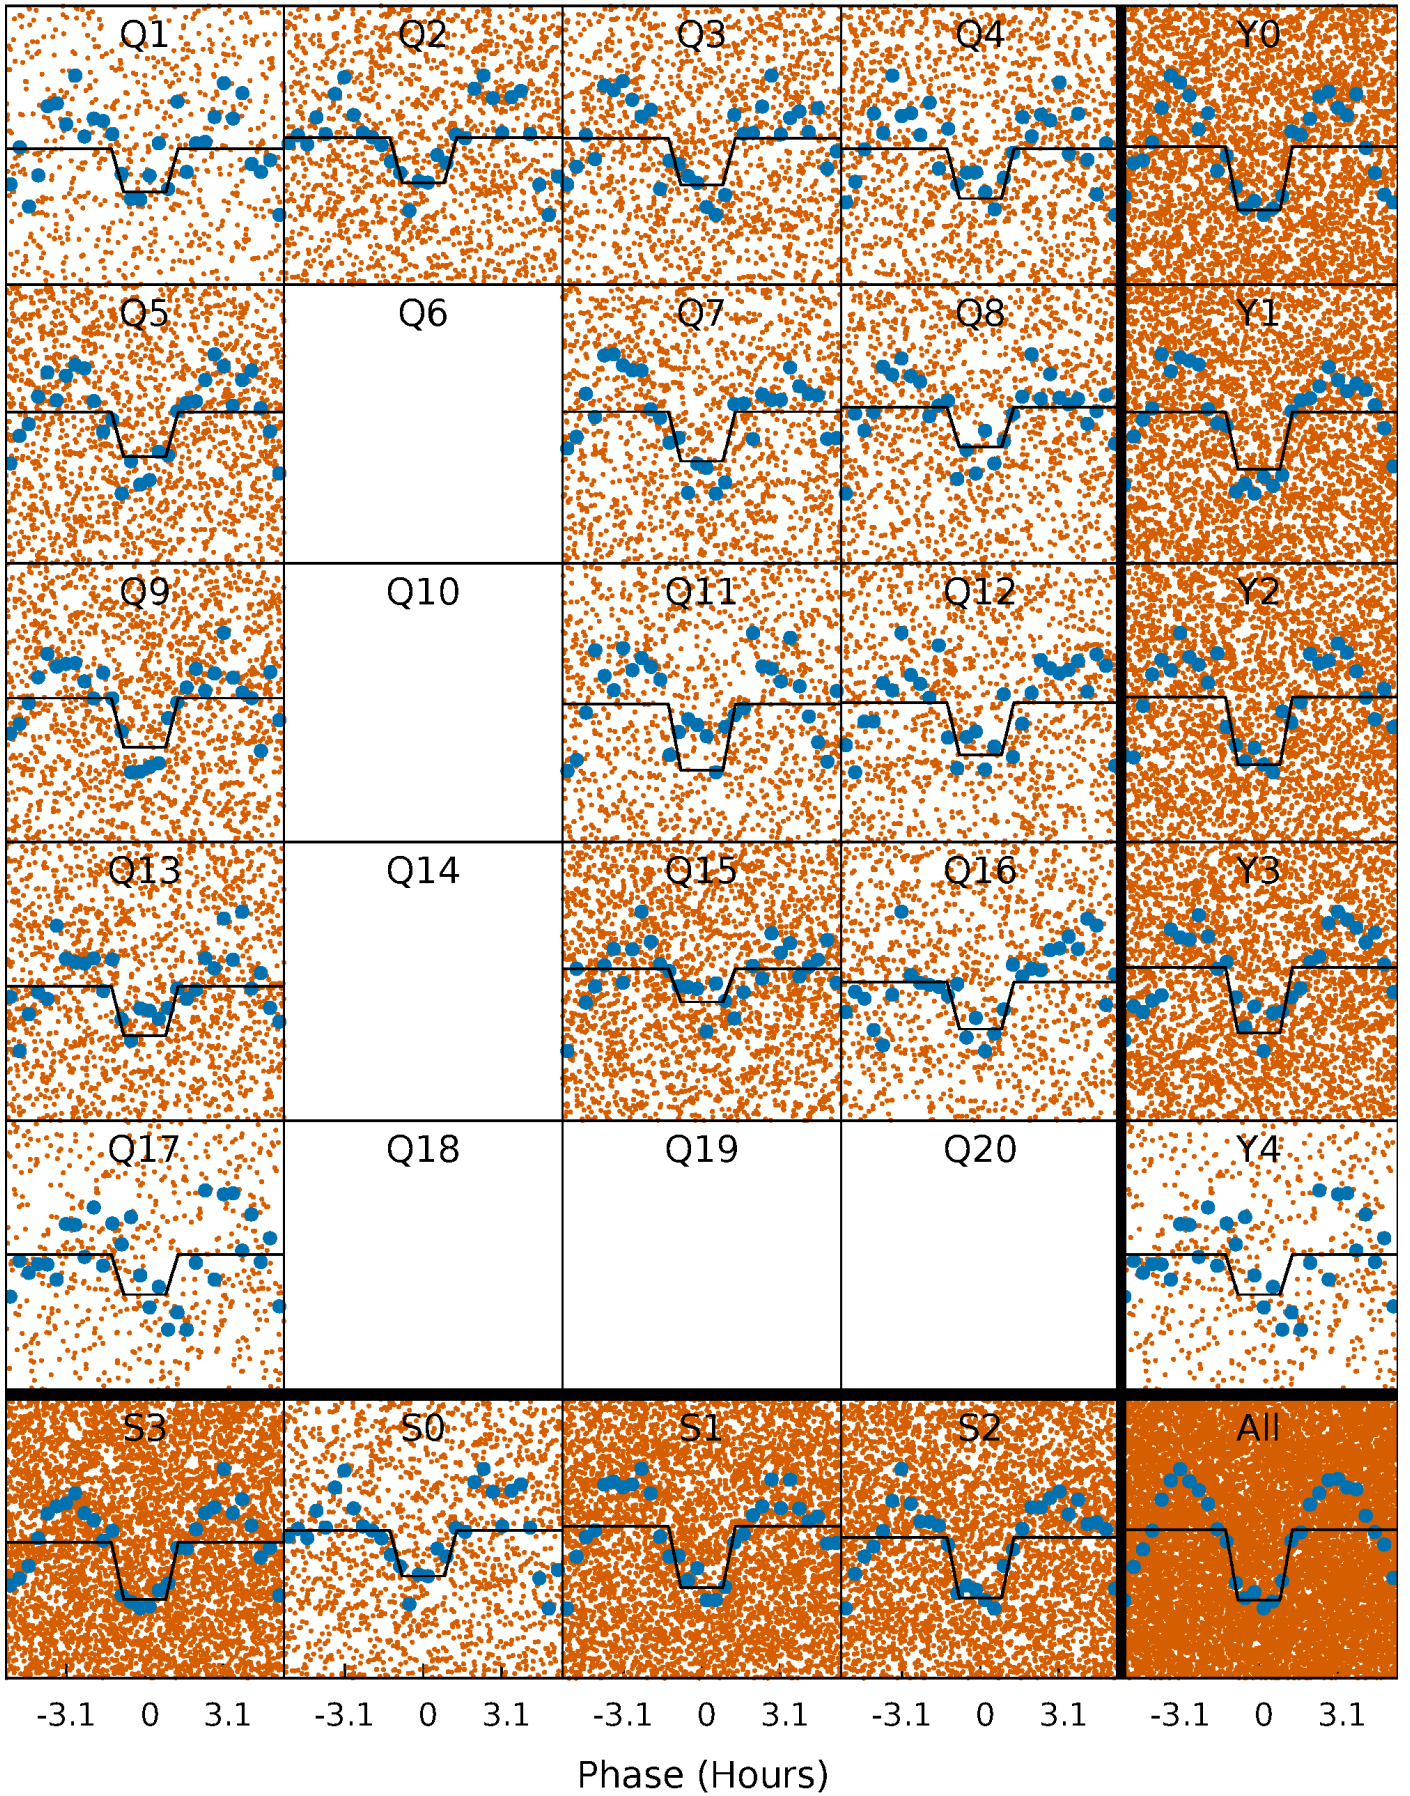 Q1 Q2 Q3 Q4 Y0
Q5 Q6 Q7 Q8 Y1
Q9 Q10 Q11 Q12 Y2
Q13 Q14 Q15 Q16 Y3
Q17 Q18 Q19 Q20 Y4
S3 S0 S1 S2 All
-3.1 0 3.1 -3.1 0 3.1 -3.1 0 3.1 -3.1 0 3.1 -3.1 0 3.1
Phase (Hours)